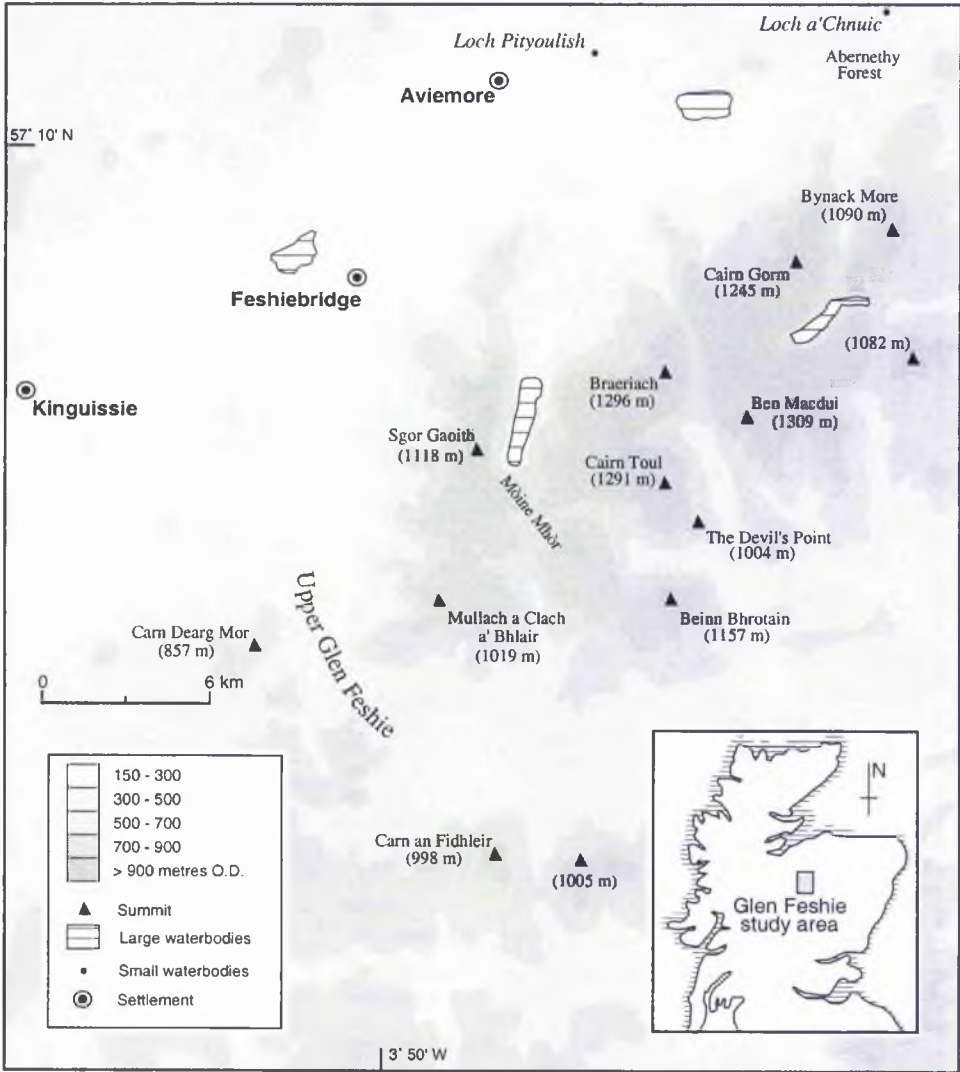 Loch a'Chnuic
Loch Pityoulish
Abernethy
Forest
Aviemore
57° 10' N
Bynack More
(1090 m)
Cairn Gorm
(1245 m)
Feshiebridge
(1082 m)
Braeriach
(1296 m)
Kinguissie
Ben Macdui
(1309 m)
Sgor Gaoith
(1118 m)
Cairn Toul
(1291 m)
Mòine Mhòr
The Devil's Point
(1004 m)
Upper Glen Feshie
Mullach a Clach
a' Bhlair
(1019 m)
Beinn Bhrotain
(1157 m)
Carn Dearg Mor
(857 m)
0 6 km
150 - 300
300 - 500
500 - 700
700 - 900
> 900 metres O.D.
Summit
Large waterbodies
Small waterbodies
Settlement
Carn an Fidhleir
(998 m)
(1005 m)
N
Glen Feshie
study area
3° 50' W